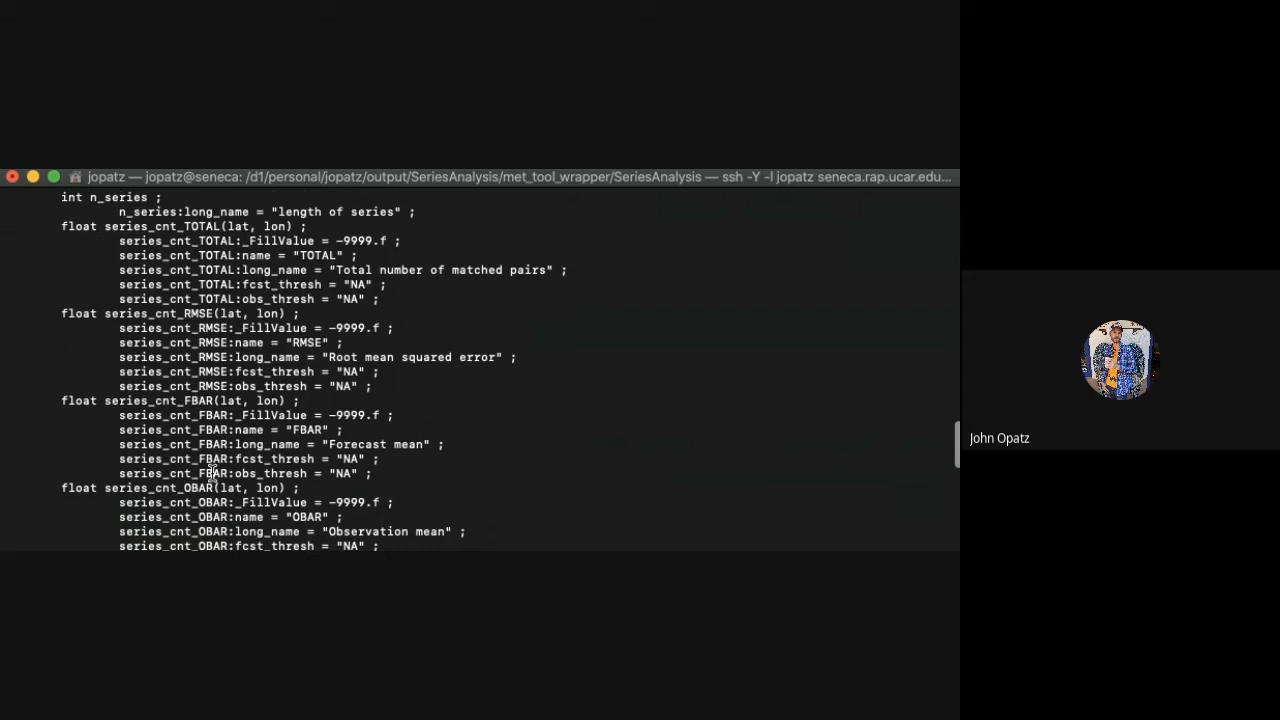 jopatz — jopatz@seneca: /d1/personal/jopatz/output/SeriesAnalysis/met_tool_wrapper/SeriesAnalysis — ssh -Y -l jopatz seneca.rap.ucar.edu...
int n_series ;
n_series:long_name = "length of series" ;
float series_cnt_TOTAL(lat, lon) ;
series_cnt_TOTAL:_FillValue = -9999.f ;
series_cnt_TOTAL:name = "TOTAL" ;
series_cnt_TOTAL:long_name = "Total number of matched pairs" ;
series_cnt_TOTAL:fcst_thresh = "NA" ;
series_cnt_TOTAL:obs_thresh = "NA" ;
float series_cnt_RMSE(lat, lon) ;
series_cnt_RMSE:_FillValue = -9999.f ;
series_cnt_RMSE:name = "RMSE" ;
series_cnt_RMSE:long_name = "Root mean squared error" ;
series_cnt_RMSE:fcst_thresh = "NA" ;
series_cnt_RMSE:obs_thresh = "NA" ;
float series_cnt_FBAR(lat, lon) ;
series_cnt_FBAR:_FillValue = -9999.f ;
series_cnt_FBAR:name = "FBAR" ;
series_cnt_FBAR:long_name = "Forecast mean" ;
series_cnt_FBAR:fcst_thresh = "NA" ;
series_cnt_FBAR:obs_thresh = "NA" ;
float series_cnt_OBAR(lat, lon) ;
series_cnt_OBAR:_FillValue = -9999.f ;
series_cnt_OBAR:name = "OBAR" ;
series_cnt_OBAR:long_name = "Observation mean" ;
series_cnt_OBAR:fcst_thresh = "NA" ;
John Opatz